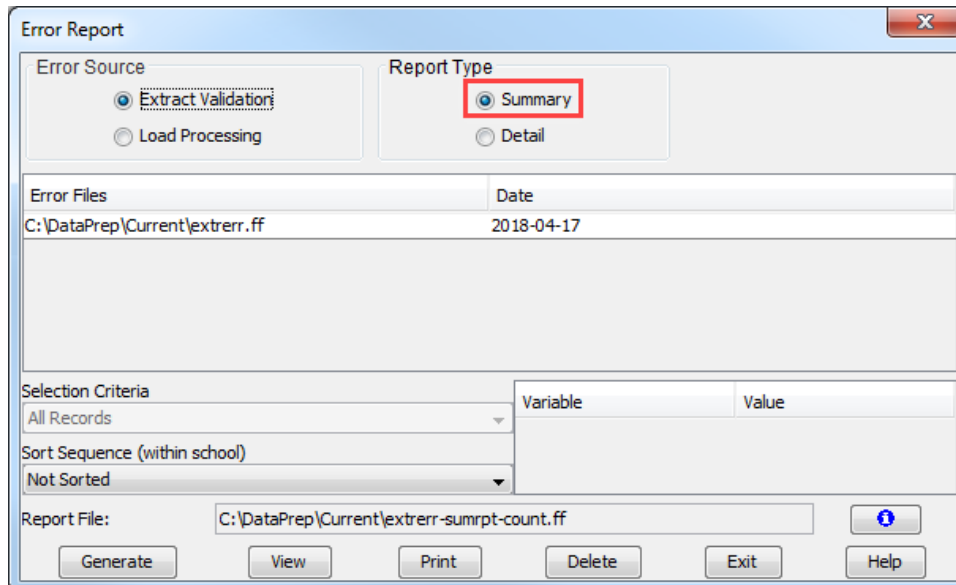 Error Report
Error Source
Report Type
Extract Validation
Summary
Load Processing
Detail
Error Files
Date
C:\DataPrep\Current\extrerr.ff
2018-04-17
Selection Criteria
Variable
Value
All Records
Sort Sequence (within school)
Not Sorted
Report File:
C:\DataPrep\Current\extrerr-sumrpt-count.ff
Generate
View
Print
Delete
Exit
Help